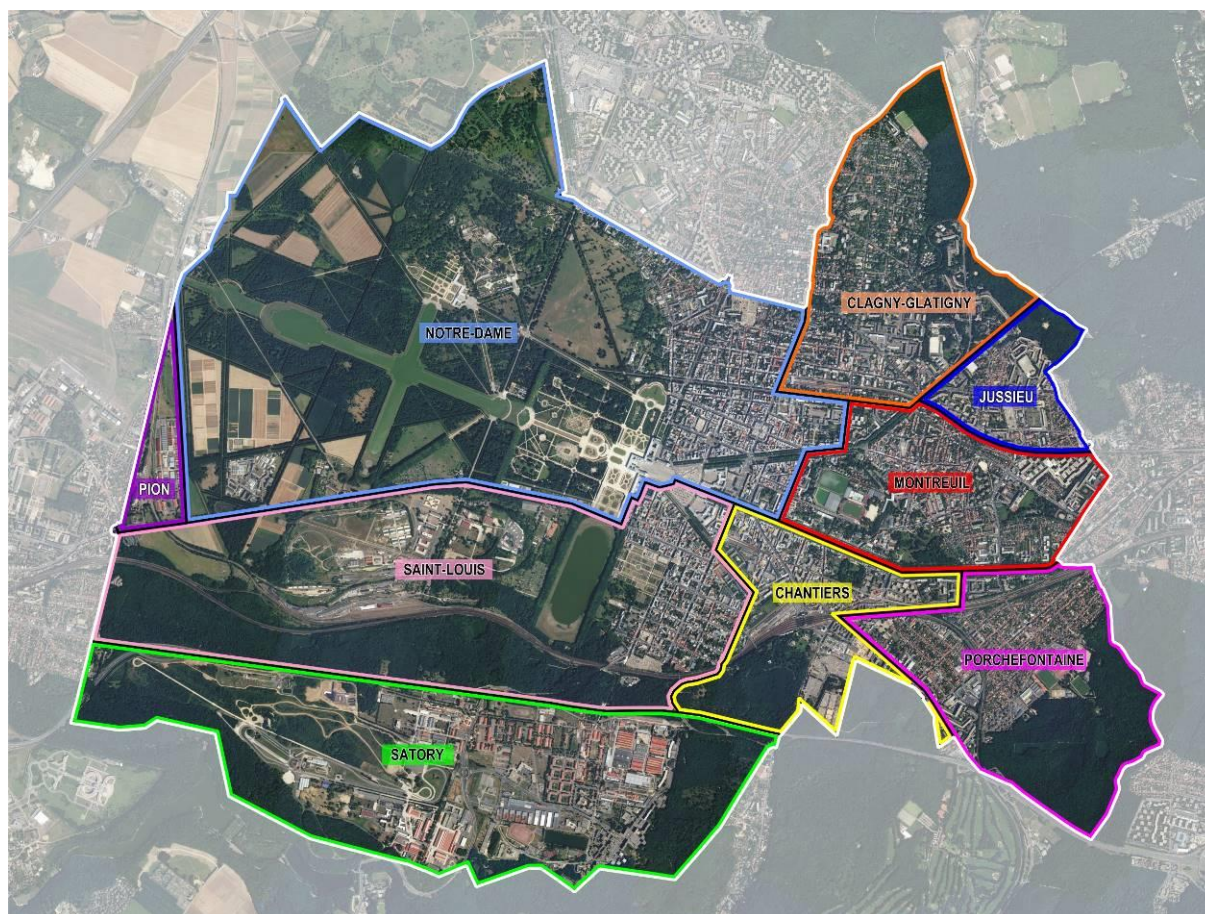 CLAGNY-GLATIGNY
NOTRE-DAME
JUSSIEU
MONTREUIL
PION
SAINT-LOUIS
CHANTIERS
PORCHEFONTAINE
SATORY